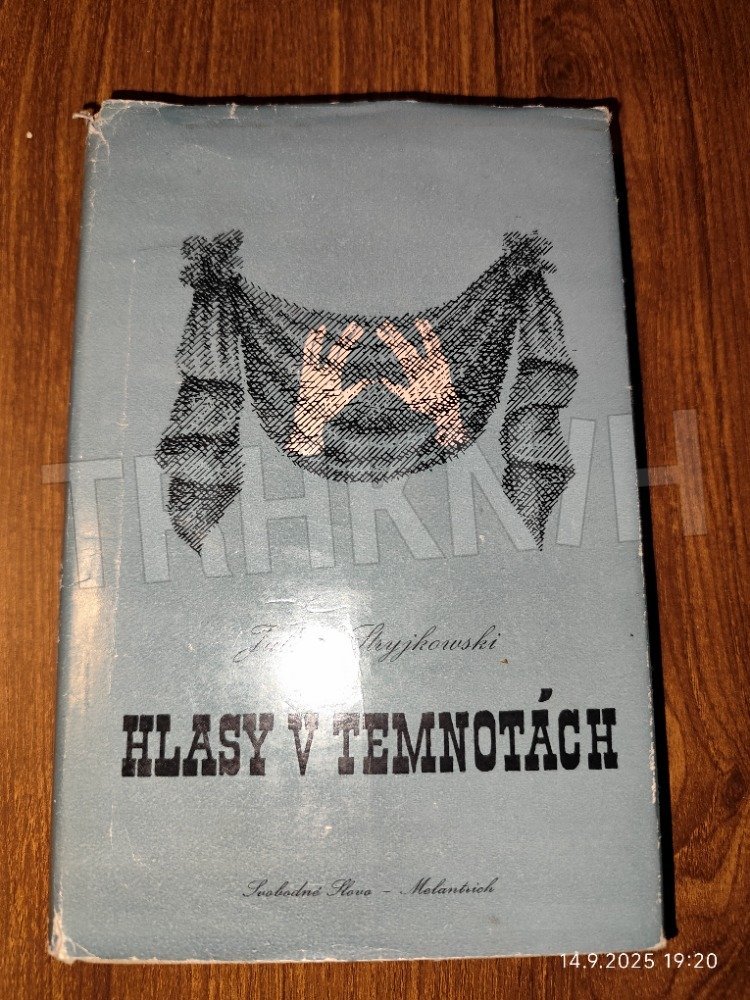 TRHKNIH
Stryjkowski
HLASY V TEMNOTÁCH
Svobodné Slovo – Melantrich
14.9.2025 19:20